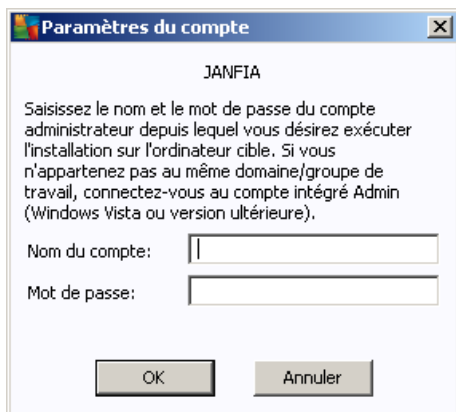 Paramètres du compte
JANFIA
Saisissez le nom et le mot de passe du compte
administrateur depuis lequel vous désirez exécuter
l'installation sur l'ordinateur cible. Si vous
n'appartenez pas au même domaine/groupe de
travail, connectez-vous au compte intégré Admin
(Windows Vista ou version ultérieure).
Nom du compte:
Mot de passe:
OK Annuler